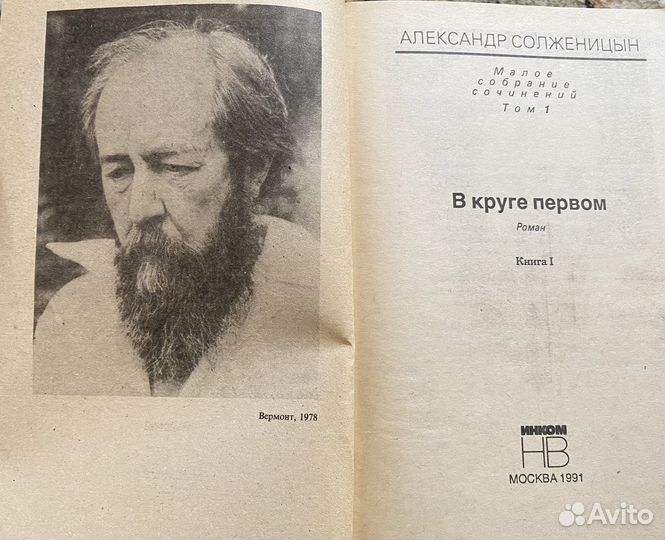 Вермонт, 1978
АЛЕКСАНДР СОЛЖЕНИЦЫН
Малое
собрание
сочинений
Том 1
В круге первом
Роман
Книга I
ИНКОМ
НВ
МОСКВА 1991
Avito